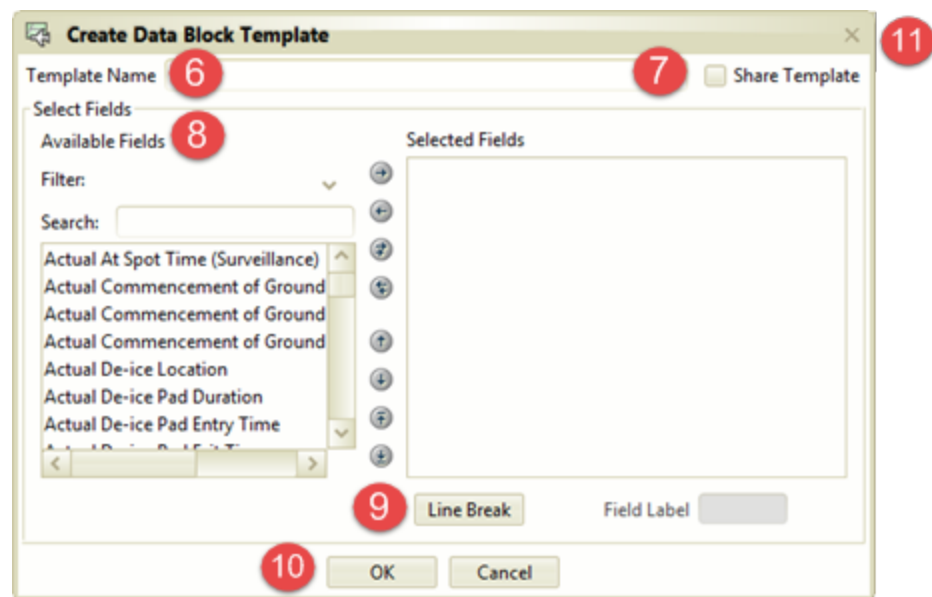 Create Data Block Template
11
Template Name 6 7 Share Template
Select Fields
Available Fields 8 Selected Fields
Filter:
Search:
Actual At Spot Time (Surveillance)
Actual Commencement of Ground
Actual Commencement of Ground
Actual Commencement of Ground
Actual De-ice Location
Actual De-ice Pad Duration
Actual De-ice Pad Entry Time
9 Line Break Field Label
10 OK Cancel